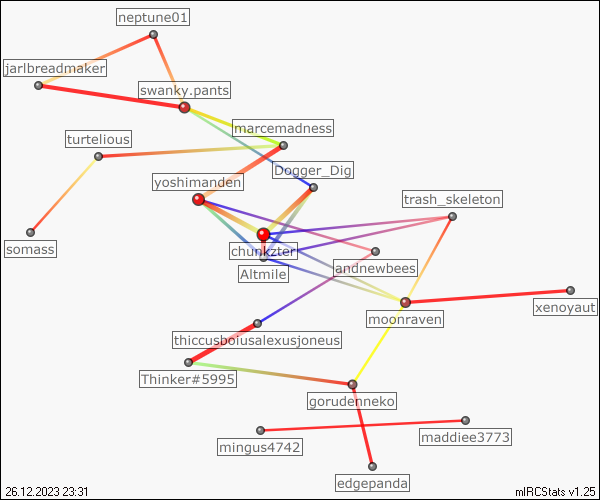 neptune01
jarlbreadmaker
swanky.pants
marcemadness
turtelious
Dogger_Dig
yoshimanden
trash_skeleton
somass
chunkzter
andnewbees
Altmile
xenoyaut
moonraven
thiccusboiusalexusjoneus
Thinker#5995
gorudenneko
maddiee3773
mingus4742
edgepanda
26.12.2023 23:31
mIRCStats v1.25